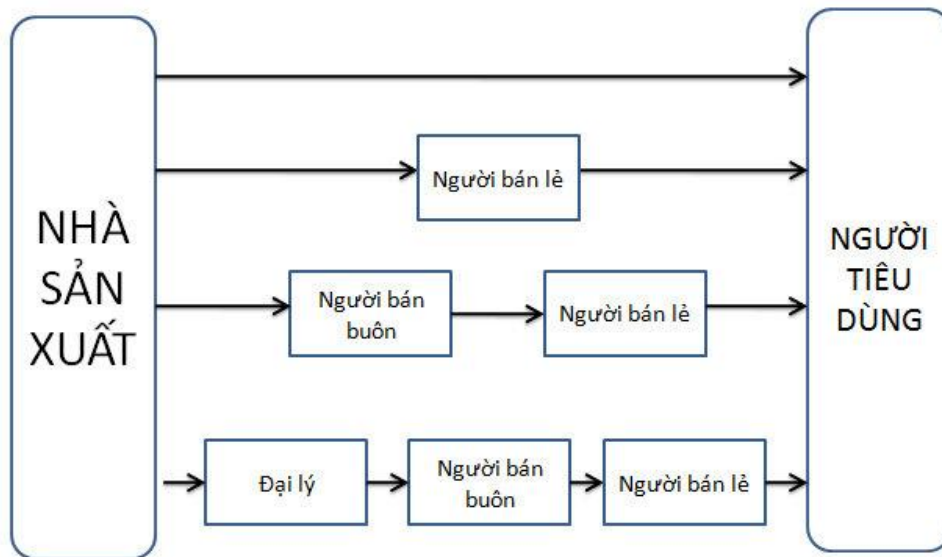 NHÀ
SẢN
XUẤT
Người bán lẻ
Người bán
buôn
Người bán lẻ
Đại lý
Người bán
buôn
Người bán lẻ
NGƯỜI
TIÊU
DÙNG